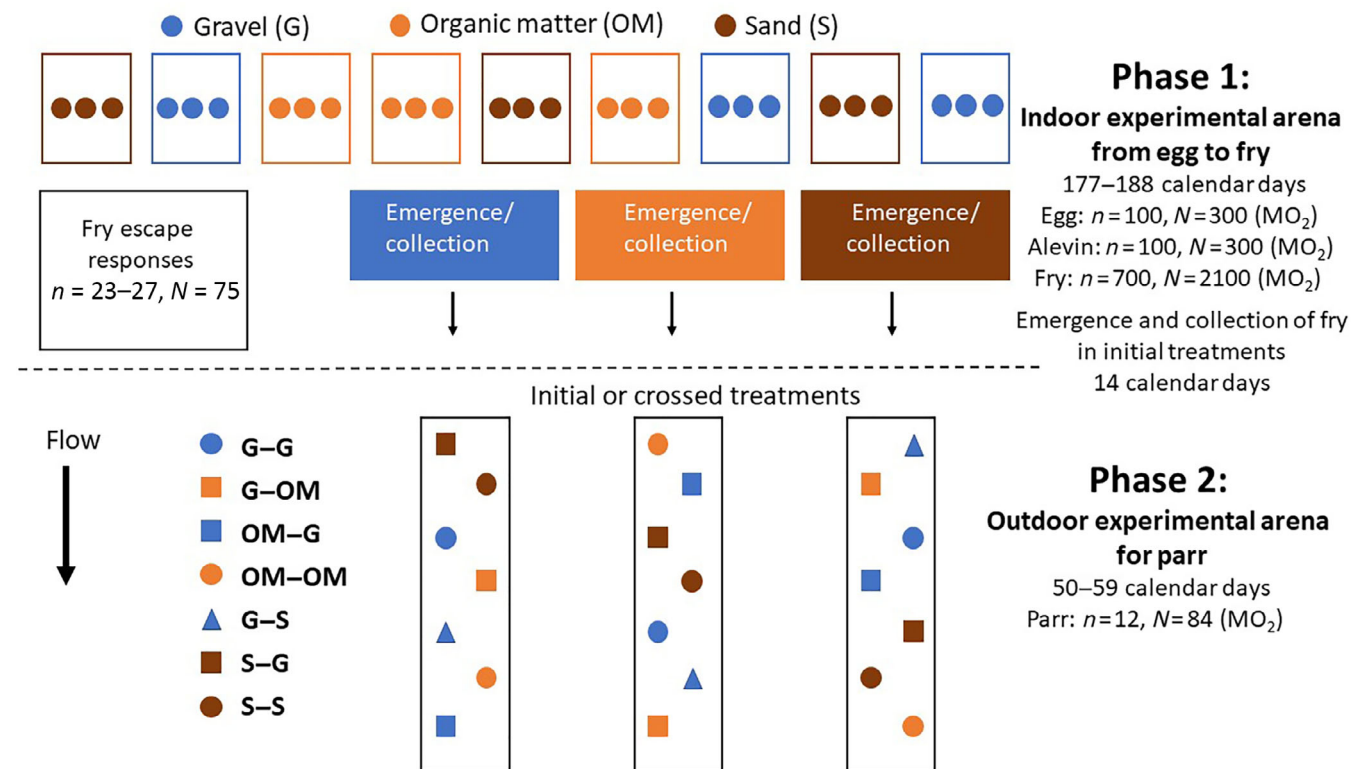 Gravel (G)
Organic matter (OM)
Sand (S)
Phase 1:
Indoor experimental arena
from egg to fry
177–188 calendar days
Egg: n=100, N=300 (MO₂)
Alevin: n=100, N=300 (MO₂)
Fry: n=700, N=2100 (MO₂)
Emergence and collection of fry
in initial treatments
14 calendar days
Fry escape
responses
n = 23–27, N = 75
Emergence/
collection
Emergence/
collection
Emergence/
collection
Initial or crossed treatments
Flow
G–G
G–OM
OM–G
OM–OM
G–S
S–G
S–S
Phase 2:
Outdoor experimental arena
for parr
50–59 calendar days
Parr: n=12, N=84 (MO₂)